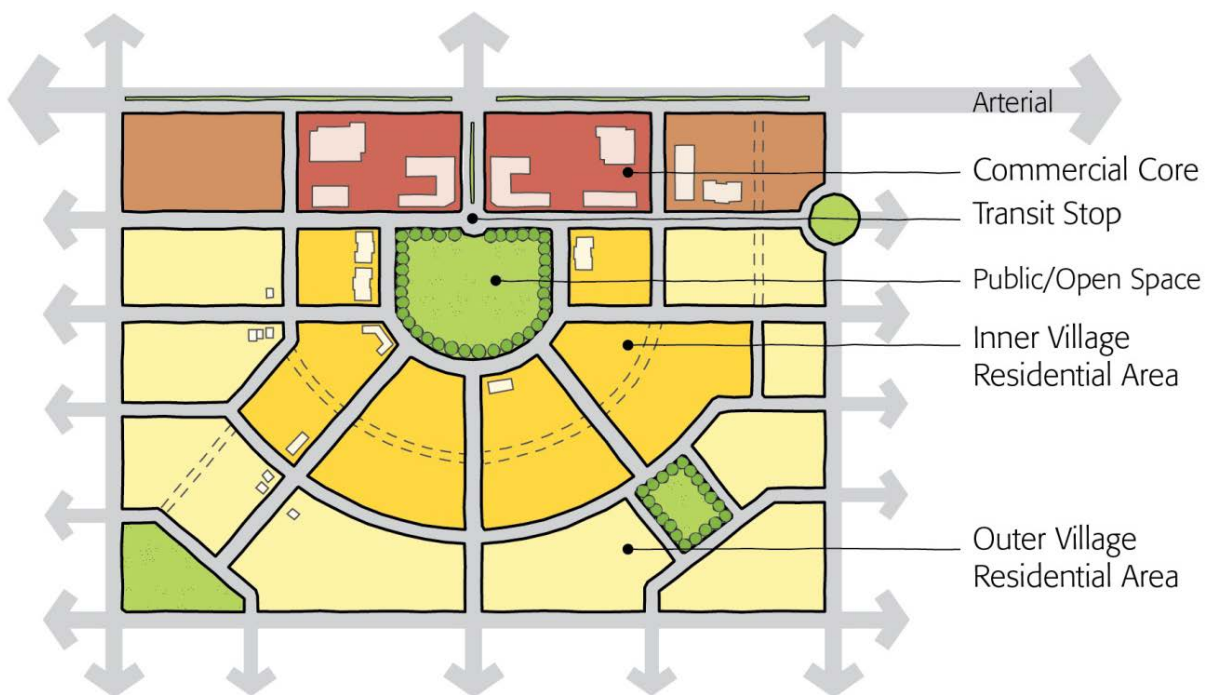 Arterial
Commercial Core
Transit Stop
Public/Open Space
Inner Village
Residential Area
Outer Village
Residential Area